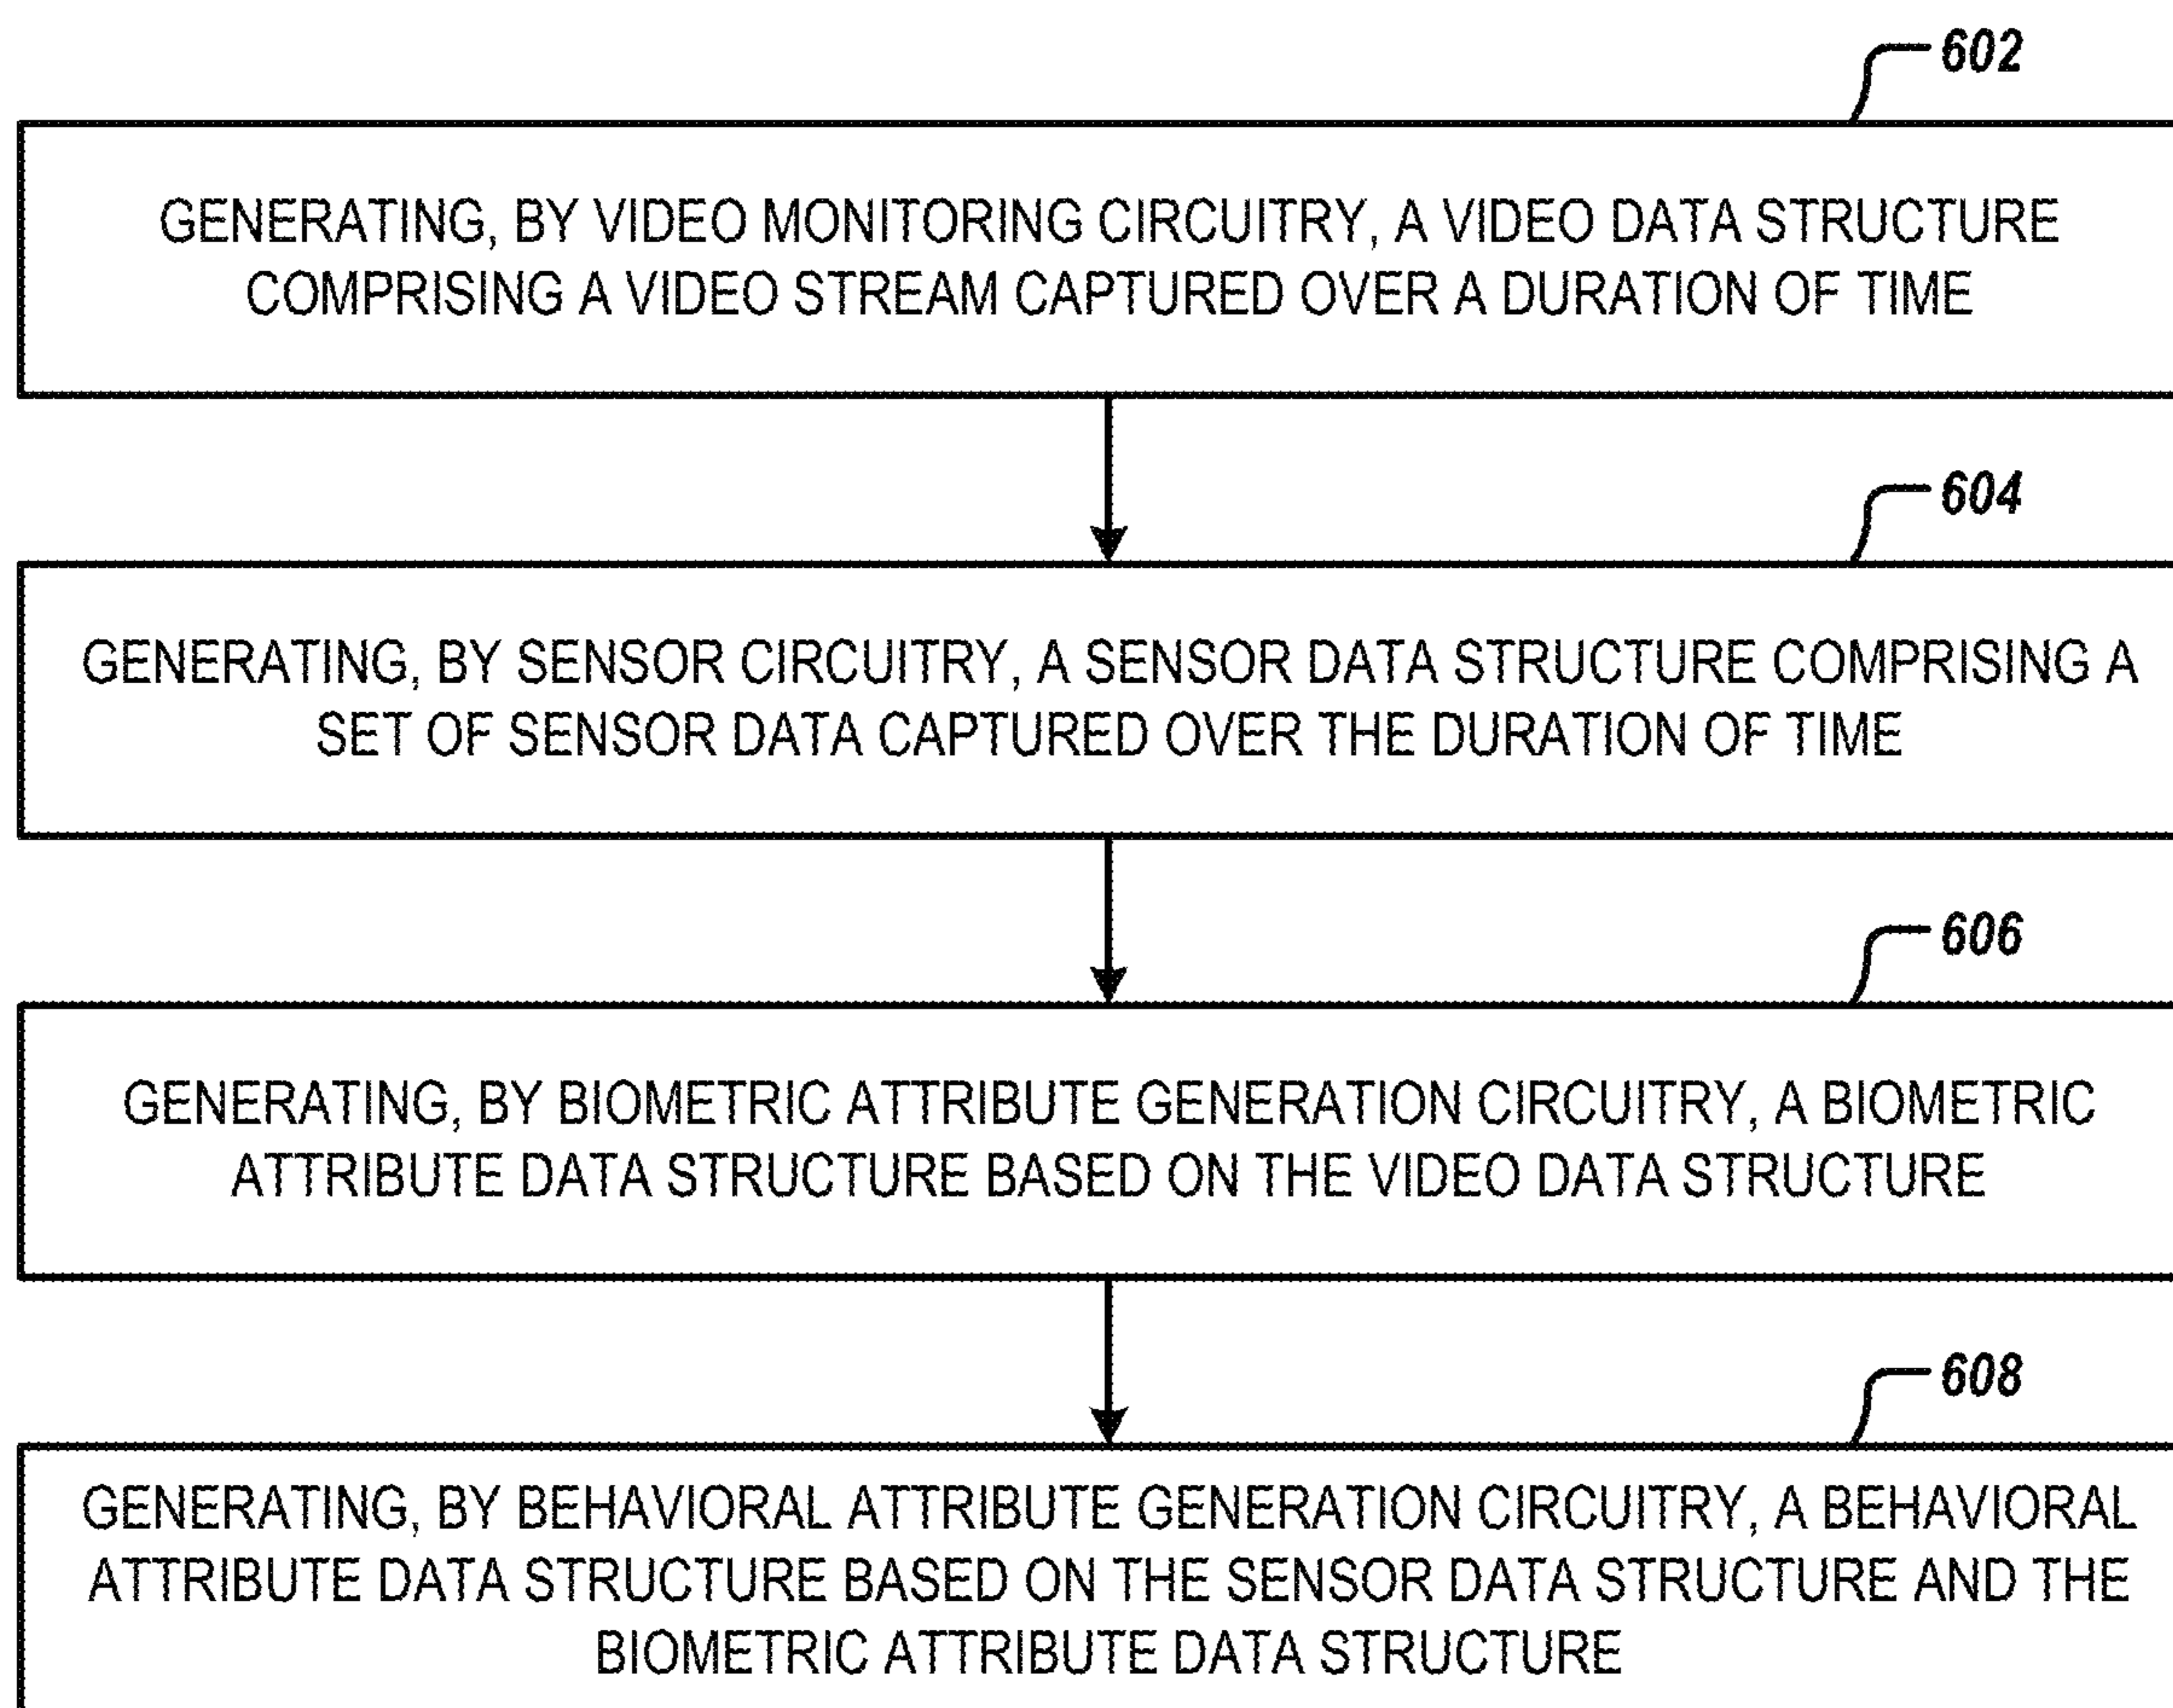 602
GENERATING, BY VIDEO MONITORING CIRCUITRY, A VIDEO DATA STRUCTURE
COMPRISING A VIDEO STREAM CAPTURED OVER A DURATION OF TIME
604
GENERATING, BY SENSOR CIRCUITRY, A SENSOR DATA STRUCTURE COMPRISING A
SET OF SENSOR DATA CAPTURED OVER THE DURATION OF TIME
606
GENERATING, BY BIOMETRIC ATTRIBUTE GENERATION CIRCUITRY, A BIOMETRIC
ATTRIBUTE DATA STRUCTURE BASED ON THE VIDEO DATA STRUCTURE
608
GENERATING, BY BEHAVIORAL ATTRIBUTE GENERATION CIRCUITRY, A BEHAVIORAL
ATTRIBUTE DATA STRUCTURE BASED ON THE SENSOR DATA STRUCTURE AND THE
BIOMETRIC ATTRIBUTE DATA STRUCTURE